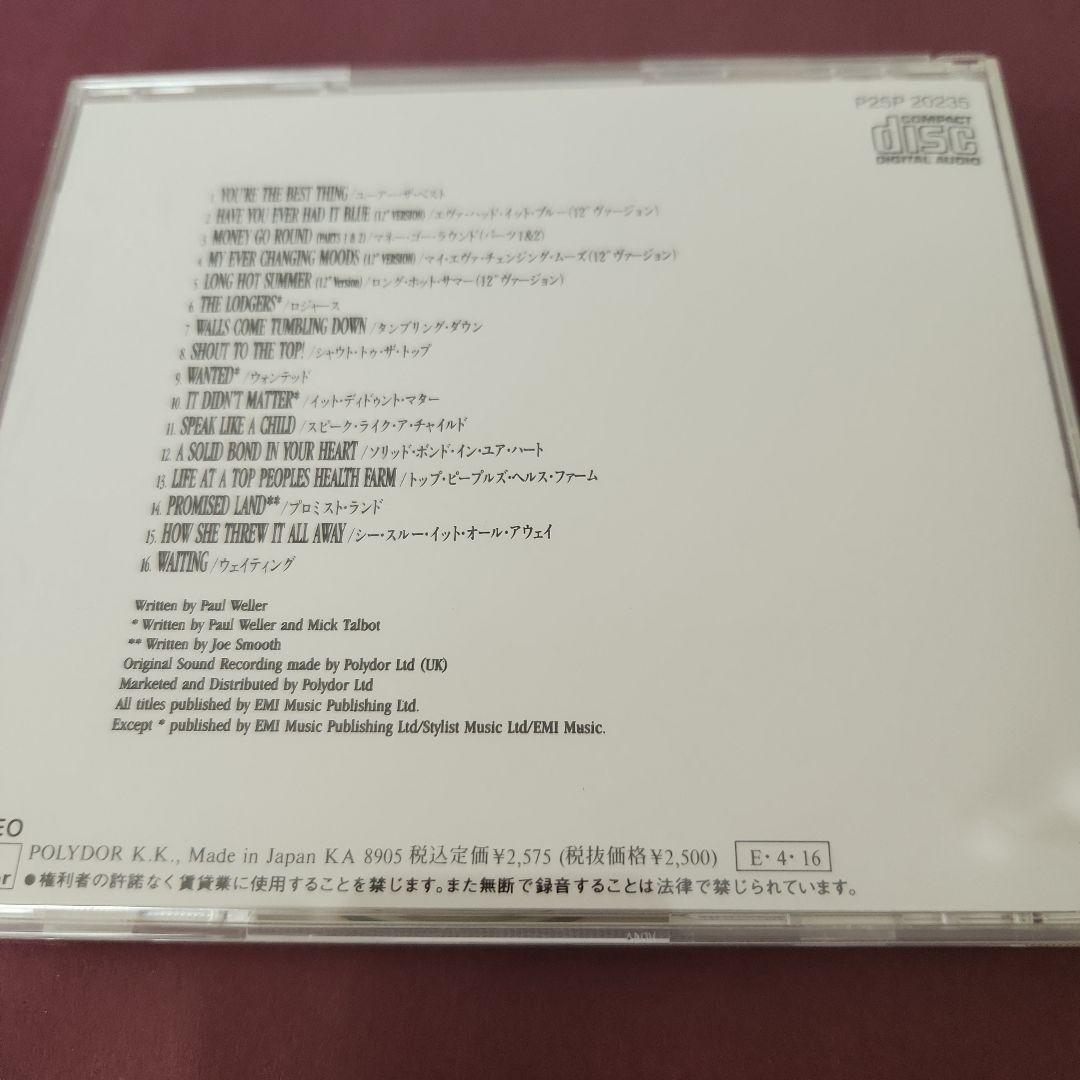 P25P 20235
COMPACT
disc
DIGITAL AUDIO
1. YOU'RE THE BEST THING/ユーアー・ザ・ベスト
2. HAVE YOU EVER HAD IT BLUE (12" VERSION)/エヴァ・ハッド・イット・ブルー(12"ヴァージョン)
3. MONEY GO ROUND (PARTS 1 & 2)/マネー・ゴー・ラウンド(パーツ1&2)
4. MY EVER CHANGING MOODS (12" VERSION)/マイ・エヴァ・チェンジング・ムーズ(12"ヴァージョン)
5. LONG HOT SUMMER (12" Version)/ロング・ホット・サマー(12"ヴァージョン)
6. THE LODGERS*/ロジャース
7. WALLS COME TUMBLING DOWN/タンブリング・ダウン
8. SHOUT TO THE TOP!/シャウト・トゥ・ザ・トップ
9. WANTED*/ウォンテッド
10. IT DIDN'T MATTER*/イット・ディドゥント・マター
11. SPEAK LIKE A CHILD/スピーク・ライク・ア・チャイルド
12. A SOLID BOND IN YOUR HEART/ソリッド・ボンド・イン・ユア・ハート
13. LIFE AT A TOP PEOPLES HEALTH FARM/トップ・ピープルズ・ヘルス・ファーム
14. PROMISED LAND**/プロミスト・ランド
15. HOW SHE THREW IT ALL AWAY/シー・スルー・イット・オール・アウェイ
16. WAITING/ウェイティング
Written by Paul Weller
* Written by Paul Weller and Mick Talbot
** Written by Joe Smooth
Original Sound Recording made by Polydor Ltd (UK)
Marketed and Distributed by Polydor Ltd
All titles published by EMI Music Publishing Ltd.
Except * published by EMI Music Publishing Ltd/Stylist Music Ltd/EMI Music.
EO
or
POLYDOR K.K., Made in Japan KA 8905 税込定価¥2,575 (税抜価格¥2,500) E・4・16
●権利者の許諾なく賃貸業に使用することを禁じます。また無断で録音することは法律で禁じられています。